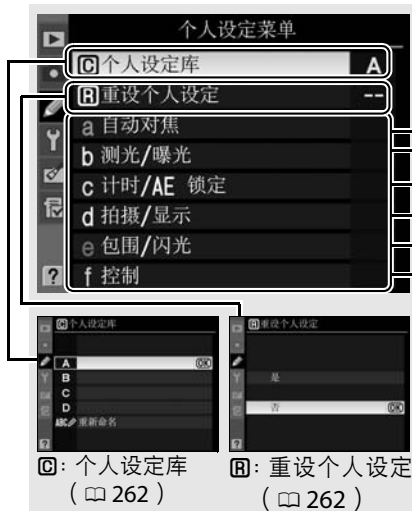 个人设定菜单
C 个人设定库 A
R 重设个人设定 --
a 自动对焦
b 测光/曝光
c 计时/AE 锁定
d 拍摄/显示
e 包围/闪光
f 控制
?
C 个人设定库
A OK
B
C
D
ABC 重新命名
?
R 重设个人设定
是
否 OK
?
C: 个人设定库
( 262 )
R: 重设个人设定
( 262 )